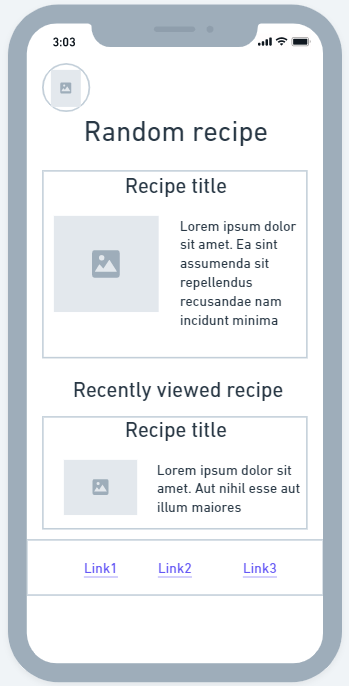 3:03
Random recipe
Recipe title
Lorem ipsum dolor
sit amet. Ea sint
assumenda sit
repellendus
recusandae nam
incidunt minima
Recently viewed recipe
Recipe title
Lorem ipsum dolor sit
amet. Aut nihil esse aut
illum maiores
Link1 Link2 Link3